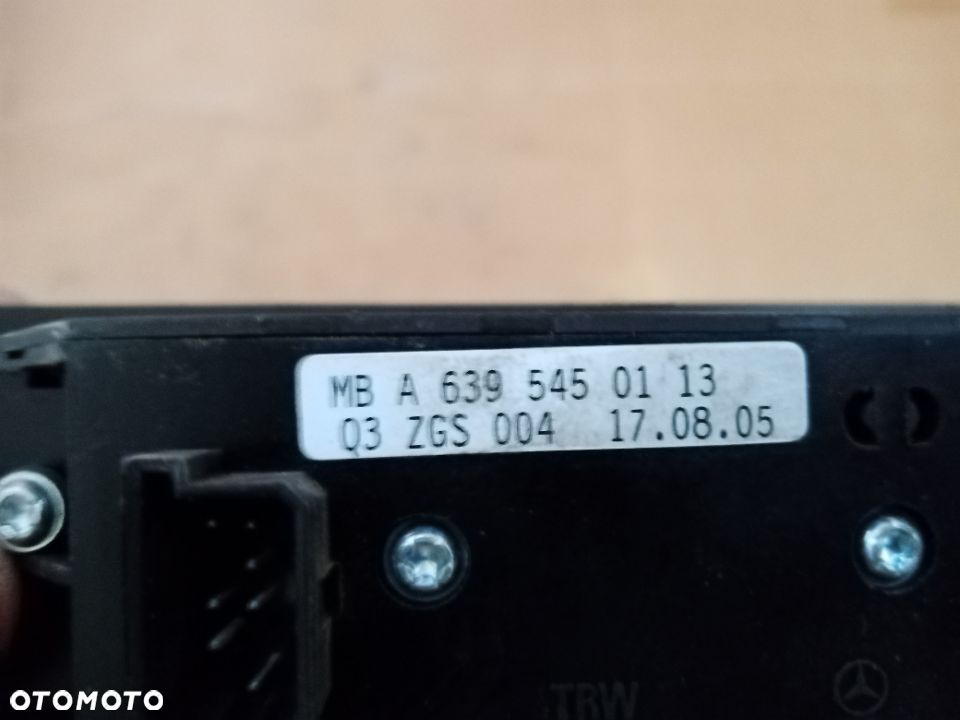 MB A 639 545 01 13
Q3 ZGS 004 17.08.05
TRW
OTOMOTO